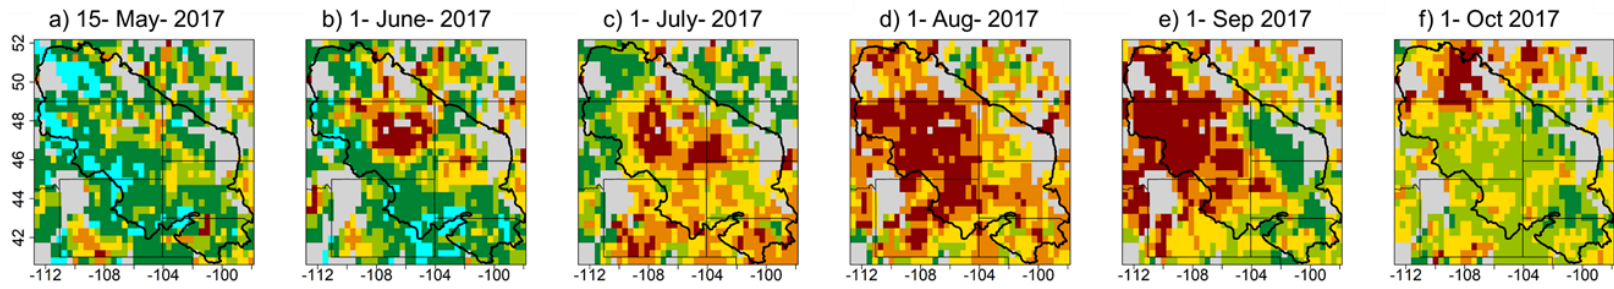 a) 15- May- 2017
b) 1- June- 2017
c) 1- July- 2017
d) 1- Aug- 2017
e) 1- Sep 2017
f) 1- Oct 2017
52
50
48
46
44
42
-112 -108 -104 -100
-112 -108 -104 -100
-112 -108 -104 -100
-112 -108 -104 -100
-112 -108 -104 -100
-112 -108 -104 -100